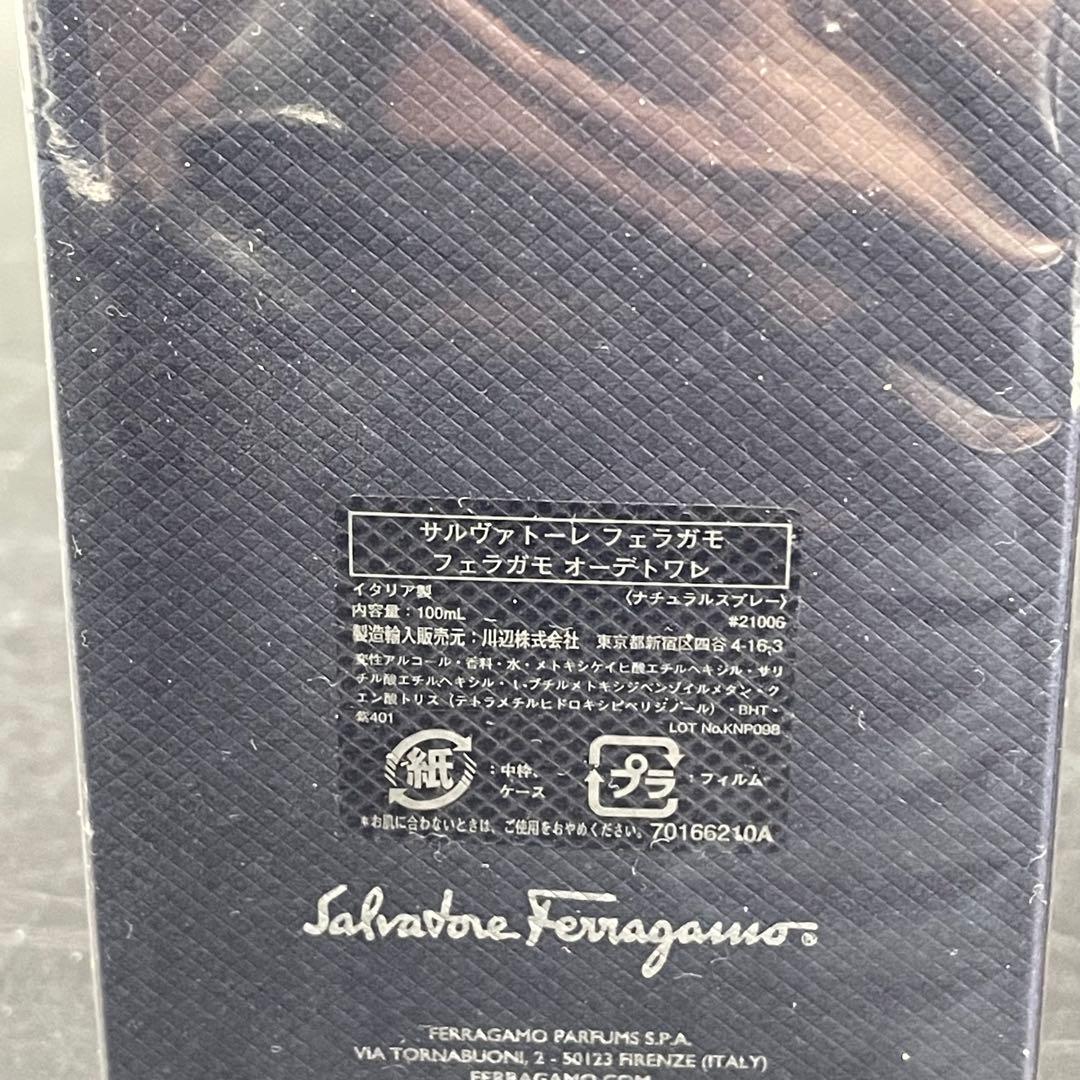 サルヴァトーレ フェラガモ
フェラガモ オーデトワレ
イタリア製 〈ナチュラルスプレー〉
内容量：100mL #21006
製造輸入販売元：川辺株式会社 東京都新宿区四谷 4-16-3
変性アルコール・香料・水・メトキシケイヒ酸エチルヘキシル・サリ
チル酸エチルヘキシル・t-ブチルメトキシジベンゾイルメタン・ク
エン酸トリス（テトラメチルヒドロキシピペリジノール）・BHT・
紫401 LOT No.KNP098
紙 ：中枠、ケース
プラ ：フィルム
*お肌に合わないときは、ご使用をおやめください。 70166210A
Salvatore Ferragamo®
FERRAGAMO PARFUMS S.P.A.
VIA TORNABUONI, 2 - 50123 FIRENZE (ITALY)
FERRAGAMO.COM